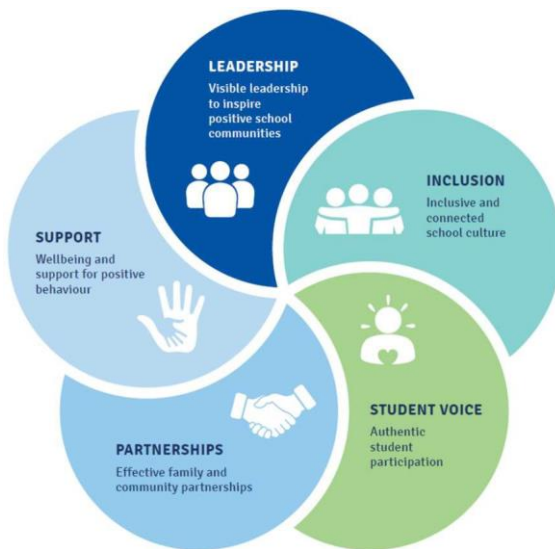 LEADERSHIP
Visible leadership
to inspire
positive school
communities
INCLUSION
Inclusive and
connected
school culture
STUDENT VOICE
Authentic
student
participation
PARTNERSHIPS
Effective family and
community partnerships
SUPPORT
Wellbeing and
support for positive
behaviour